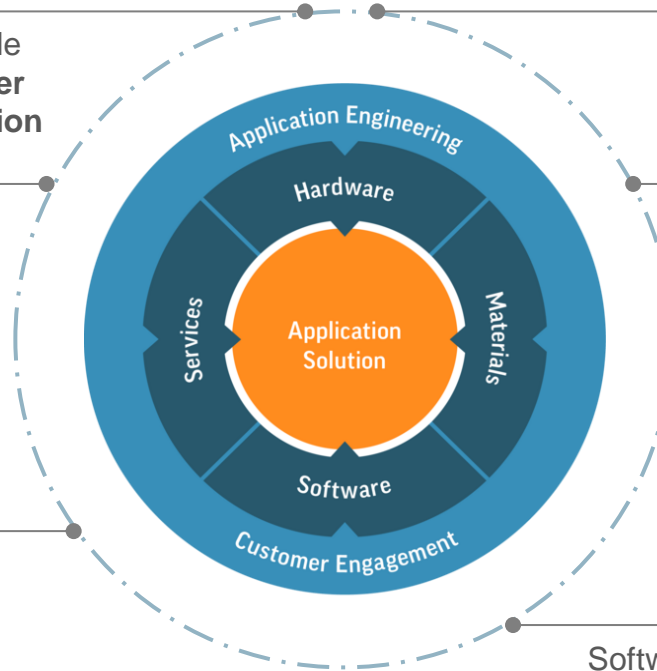 Application Engineering
Hardware
Services
Application
Solution
Materials
Software
Customer Engagement